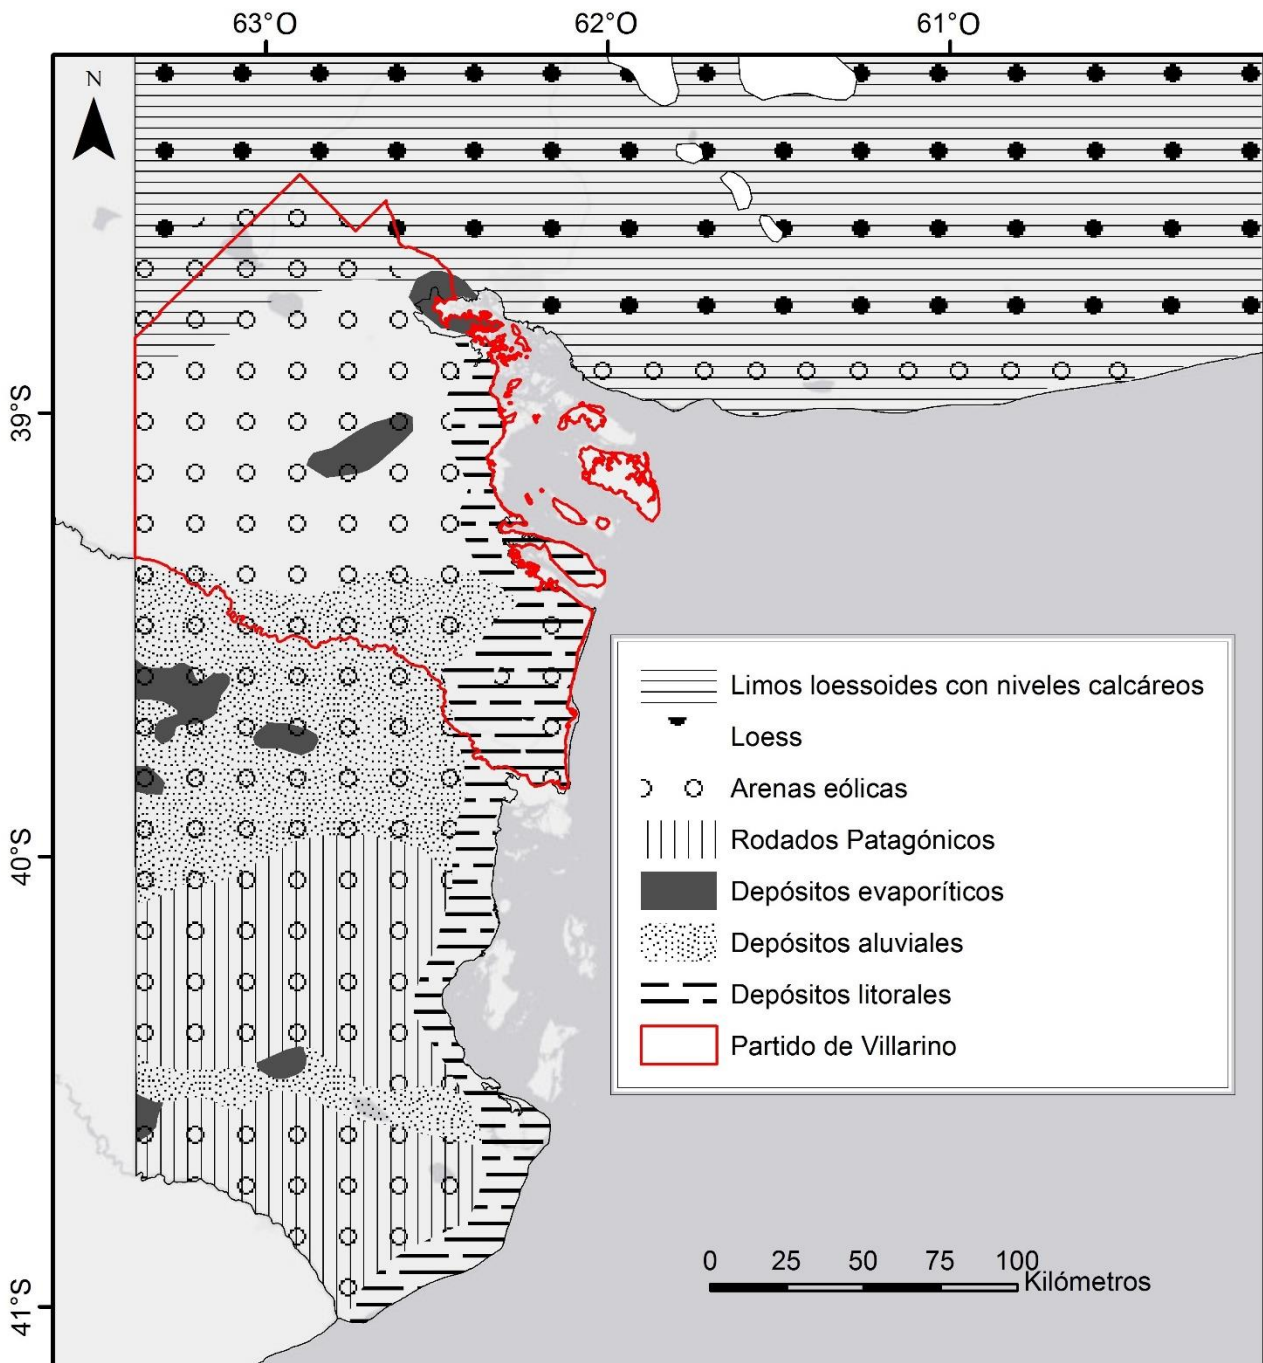 63°O 62°O 61°O
N
39°S
40°S
41°S
Limos loessoides con niveles calcáreos
Loess
Arenas eólicas
Rodados Patagónicos
Depósitos evaporíticos
Depósitos aluviales
Depósitos litorales
Partido de Villarino
0 25 50 75 100
Kilómetros